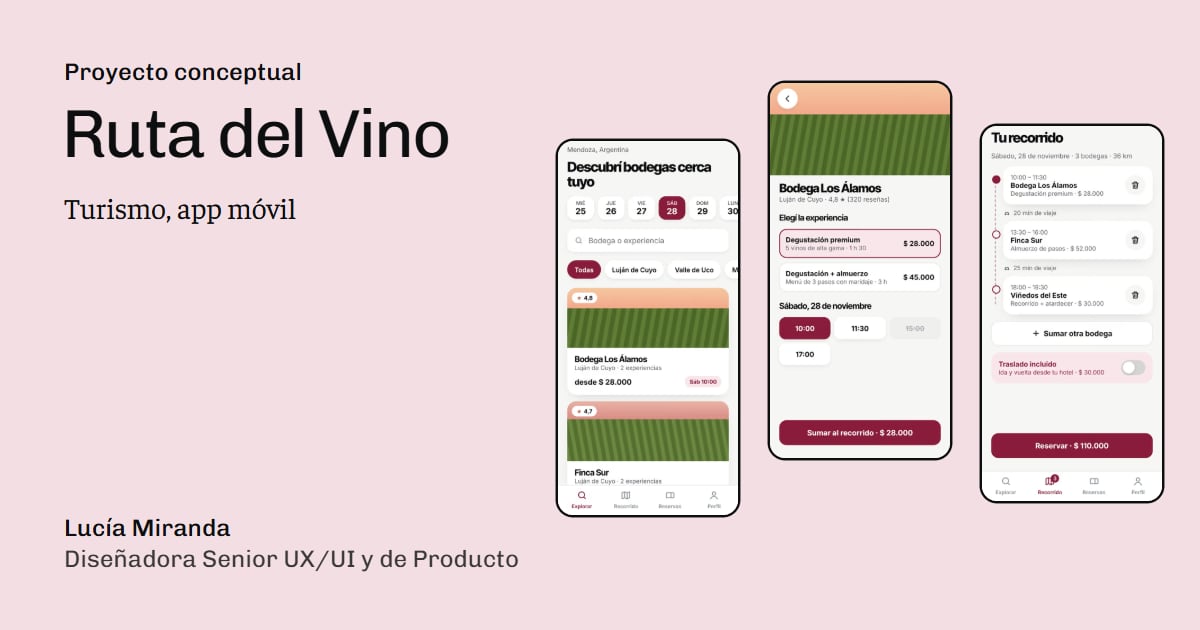 Proyecto conceptual
Ruta del Vino
Turismo, app móvil
Lucía Miranda
Diseñadora Senior UX/UI y de Producto
Mendoza, Argentina
Descubrí bodegas cerca
tuyo
MIÉ JUE VIE SÁB DOM LUN
25 26 27 28 29 30
Bodega o experiencia
Todas Luján de Cuyo Valle de Uco M
★ 4,8
Bodega Los Álamos
Luján de Cuyo · 2 experiencias
desde $ 28.000 Sáb 10:00
★ 4,7
Finca Sur
Luján de Cuyo · 2 experiencias
Explorar Recorrido Reservas Perfil
Bodega Los Álamos
Luján de Cuyo · 4,8 ★ (320 reseñas)
Elegí la experiencia
Degustación premium
5 vinos de alta gama · 1 h 30
$ 28.000
Degustación + almuerzo
Menú de 3 pasos con maridaje · 3 h
$ 45.000
Sábado, 28 de noviembre
10:00 11:30 15:00
17:00
Sumar al recorrido · $ 28.000
Tu recorrido
Sábado, 28 de noviembre · 3 bodegas · 36 km
10:00 – 11:30
Bodega Los Álamos
Degustación premium · $ 28.000
20 min de viaje
13:30 – 16:00
Finca Sur
Almuerzo de pasos · $ 52.000
25 min de viaje
18:00 – 19:30
Viñedos del Este
Recorrido + atardecer · $ 30.000
+ Sumar otra bodega
Traslado incluido
Ida y vuelta desde tu hotel · $ 30.000
Reservar · $ 110.000
3
Explorar Recorrido Reservas Perfil